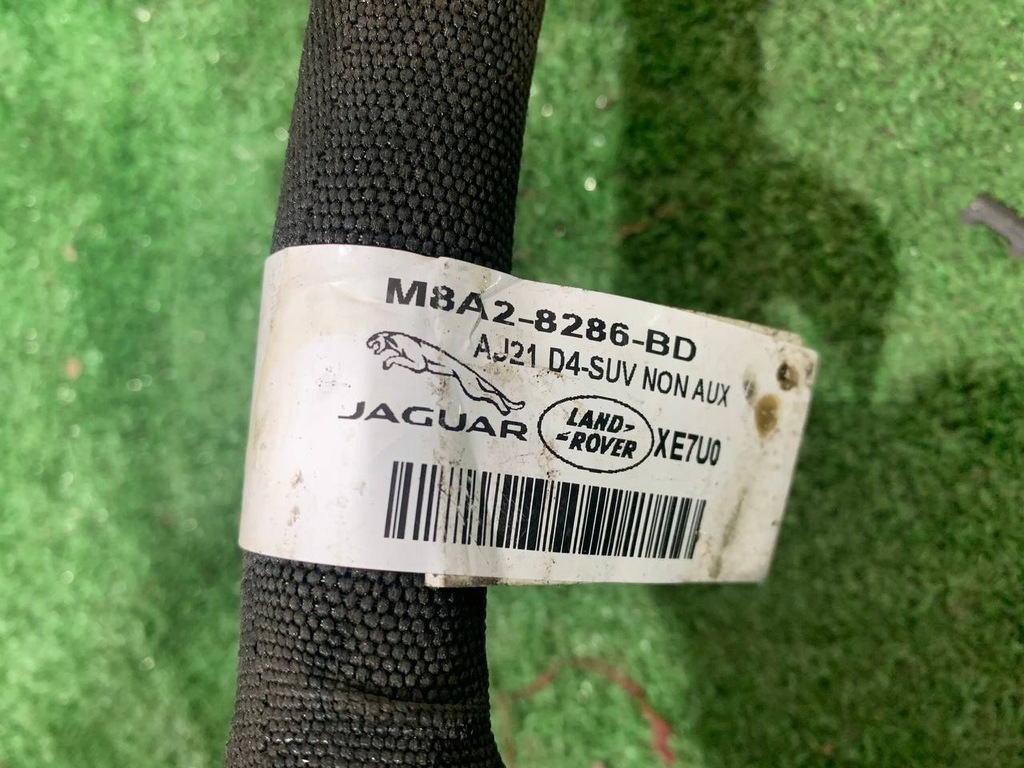 M8A2-8286-BD
AJ21 D4-SUV NON AUX
JAGUAR
LAND-
-ROVER
XE7U0